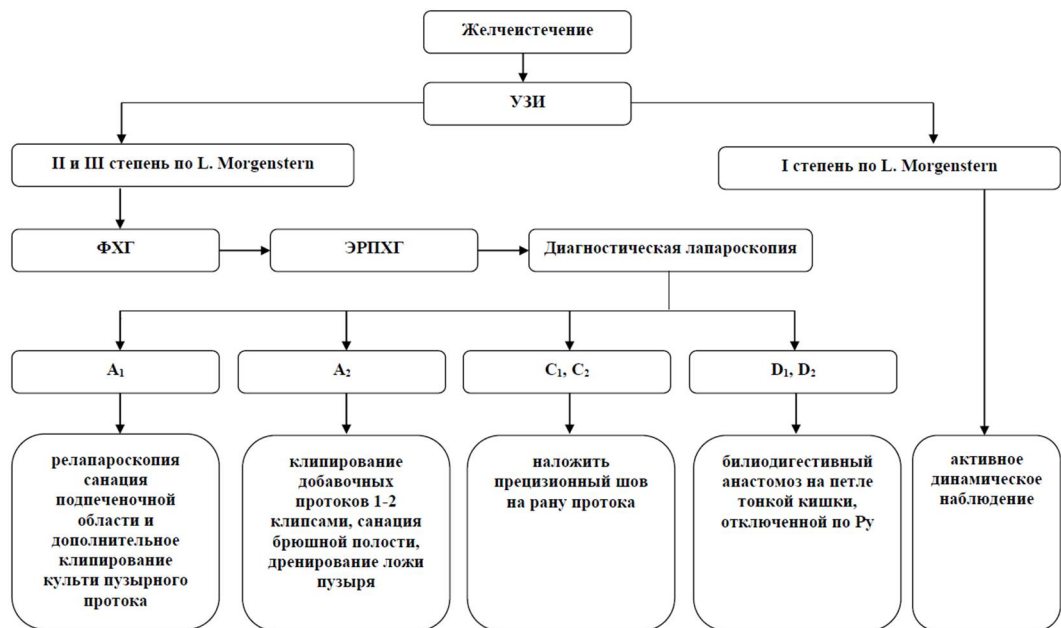 Желчеистечение
УЗИ
II и III степень по L. Morgenstern
I степень по L. Morgenstern
ФХГ
ЭРПХГ
Диагностическая лапароскопия
A₁
A₂
C₁, C₂
D₁, D₂
релапароскопия
санация
подпеченочной
области и
дополнительное
клипирование
культи пузырного
протока
клипирование
добавочных
протоков 1-2
клипсами, санация
брюшной полости,
дренирование ложи
пузыря
наложить
прецизионный шов
на рану протока
билиодигестивный
анастомоз на петле
тонкой кишки,
отключенной по Ру
активное
динамическое
наблюдение